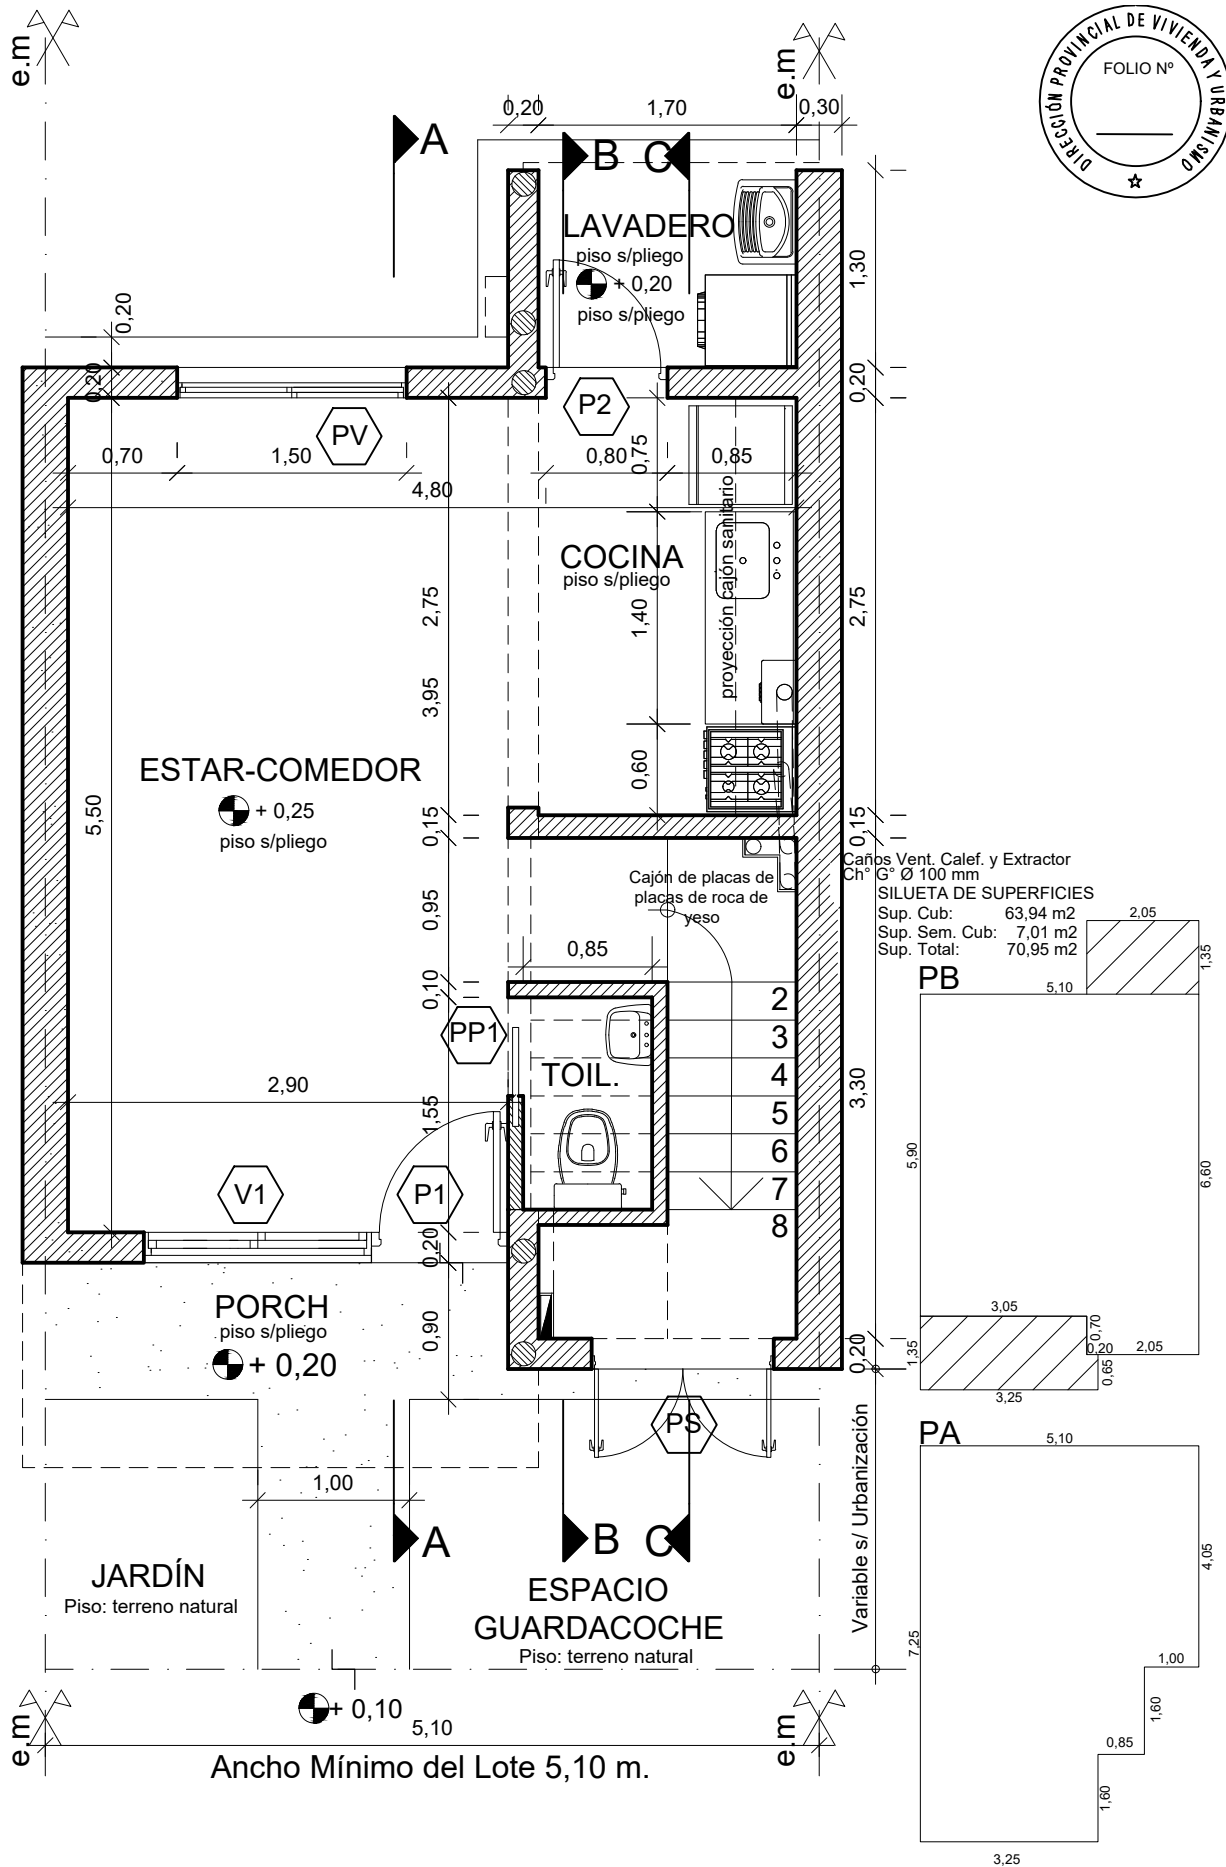 e.m
e.m
DIRECCIÓN PROVINCIAL DE VIVIENDA Y URBANISMO
FOLIO Nº
0,20
1,70
0,30
A
B
C
LAVADERO
piso s/pliego
+ 0,20
piso s/pliego
1,30
0,20
0,20
0,20
P2
PV
0,70
1,50
0,80
0,75
0,85
4,80
COCINA
piso s/pliego
proyección cajón sanitario
2,75
1,40
2,75
3,95
0,60
ESTAR-COMEDOR
+ 0,25
piso s/pliego
5,50
0,15
0,15
Caños Vent. Calef. y Extractor
Chº Gº Ø 100 mm
Cajón de placas de
placas de roca de
yeso
SILUETA DE SUPERFICIES
Sup. Cub: 63,94 m2
Sup. Sem. Cub: 7,01 m2
Sup. Total: 70,95 m2
0,95
0,85
0,10
PP1
TOIL.
2
3
4
5
6
7
8
2,90
1,55
3,30
V1
P1
0,20
PORCH
piso s/pliego
+ 0,20
0,90
0,20
PS
1,00
Variable s/ Urbanización
A
B
C
JARDÍN
Piso: terreno natural
ESPACIO
GUARDACOCHE
Piso: terreno natural
+ 0,10
e.m
5,10
e.m
Ancho Mínimo del Lote 5,10 m.
PB
2,05
1,35
5,10
5,90
6,60
3,05
0,70
0,20
2,05
1,35
0,65
3,25
PA
5,10
4,05
7,25
1,00
1,60
0,85
1,60
3,25